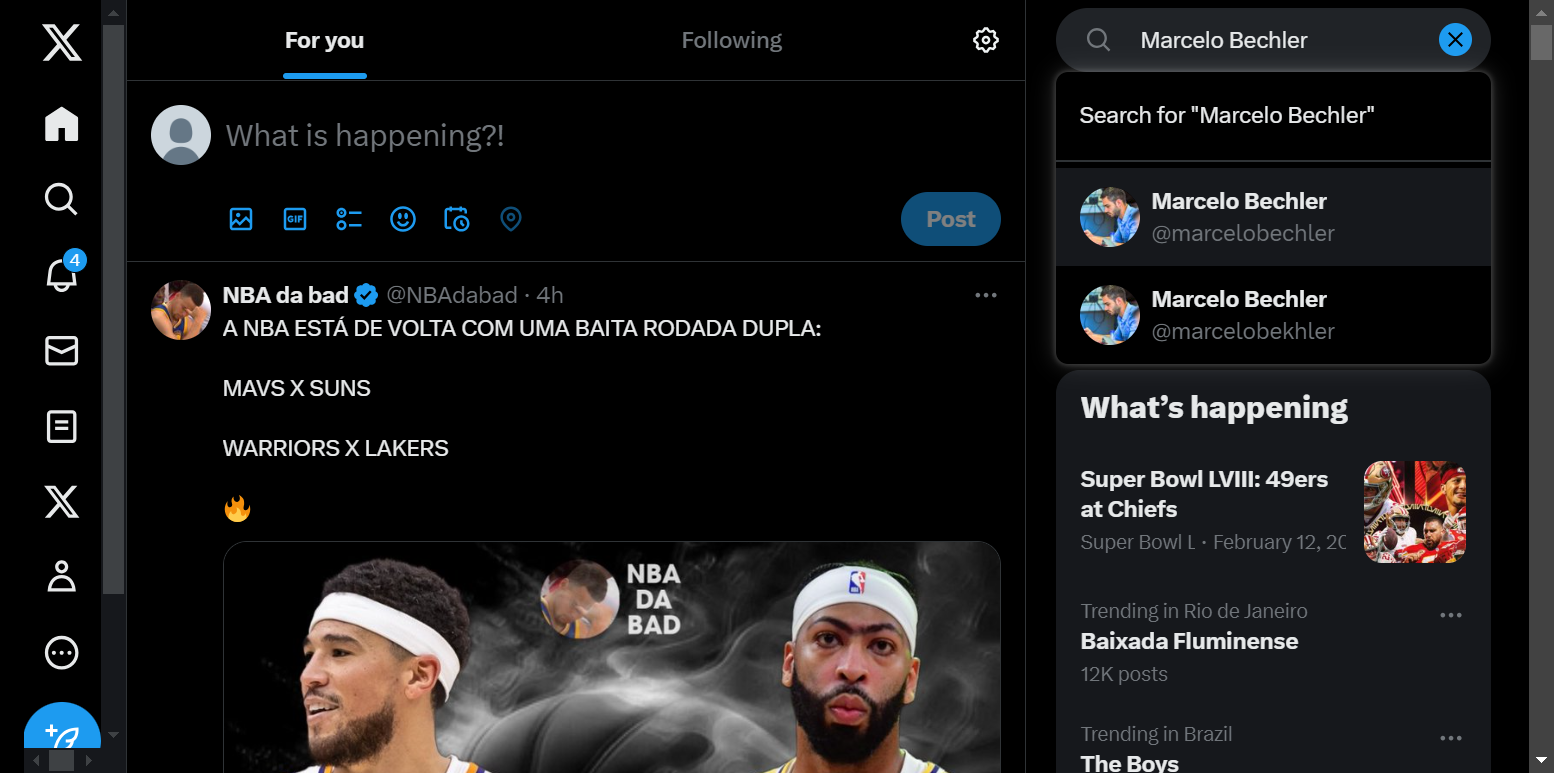 For you
Following
What is happening?!
GIF
Post
4
NBA da bad @NBAdabad · 4h
A NBA ESTÁ DE VOLTA COM UMA BAITA RODADA DUPLA:
MAVS X SUNS
WARRIORS X LAKERS
NBA
DA
BAD
Marcelo Bechler
Search for "Marcelo Bechler"
Marcelo Bechler
@marcelobechler
Marcelo Bechler
@marcelobekhler
What's happening
Super Bowl LVIII: 49ers
at Chiefs
Super Bowl L · February 12, 20
Trending in Rio de Janeiro
Baixada Fluminense
12K posts
Trending in Brazil
The Boys